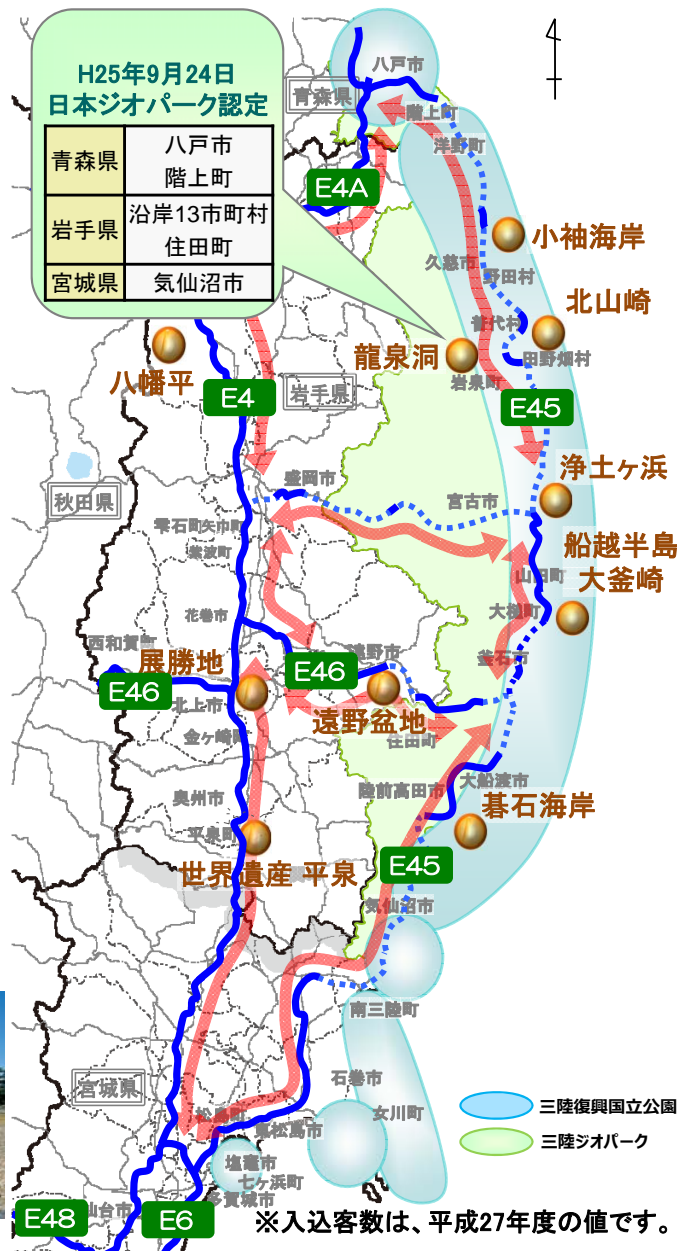 H25年9月24日
日本ジオパーク認定
青森県
八戸市
階上町
岩手県
沿岸13市町村
住田町
宮城県
気仙沼市
八戸市
青森県
階上町
洋野町
E4A
小袖海岸
久慈市
野田村
北山崎
普代村
田野畑村
龍泉洞
岩泉町
八幡平
E4
岩手県
E45
浄土ヶ浜
盛岡市
宮古市
秋田県
雫石町
矢巾町
紫波町
船越半島
大釜崎
山田町
大槌町
花巻市
西和賀町
遠野市
釜石市
展勝地
E46
E46
北上市
遠野盆地
金ヶ崎町
住田町
奥州市
陸前高田市
大船渡市
碁石海岸
平泉町
世界遺産 平泉
E45
気仙沼市
南三陸町
宮城県
石巻市
女川町
松島町
東松島市
三陸復興国立公園
三陸ジオパーク
塩竈市
七ヶ浜町
多賀城市
E48
仙台市
E6
※入込客数は、平成27年度の値です。